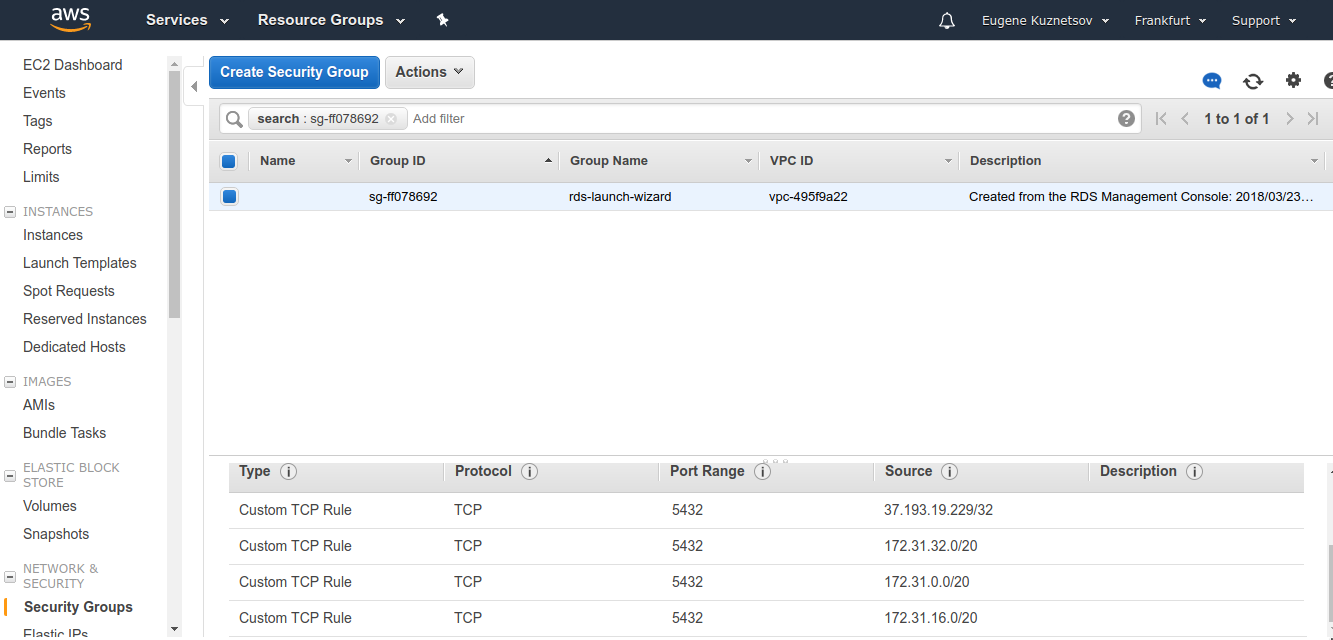 aws Services Resource Groups Eugene Kuznetsov Frankfurt Support
EC2 Dashboard
Events
Tags
Reports
Limits
INSTANCES
Instances
Launch Templates
Spot Requests
Reserved Instances
Dedicated Hosts
IMAGES
AMIs
Bundle Tasks
ELASTIC BLOCK
STORE
Volumes
Snapshots
NETWORK &
SECURITY
Security Groups
Elastic IPs
Create Security Group Actions
search : sg-ff078692 Add filter 1 to 1 of 1
Name Group ID Group Name VPC ID Description
sg-ff078692 rds-launch-wizard vpc-495f9a22 Created from the RDS Management Console: 2018/03/23…
Type Protocol Port Range Source Description
Custom TCP Rule TCP 5432 37.193.19.229/32
Custom TCP Rule TCP 5432 172.31.32.0/20
Custom TCP Rule TCP 5432 172.31.0.0/20
Custom TCP Rule TCP 5432 172.31.16.0/20